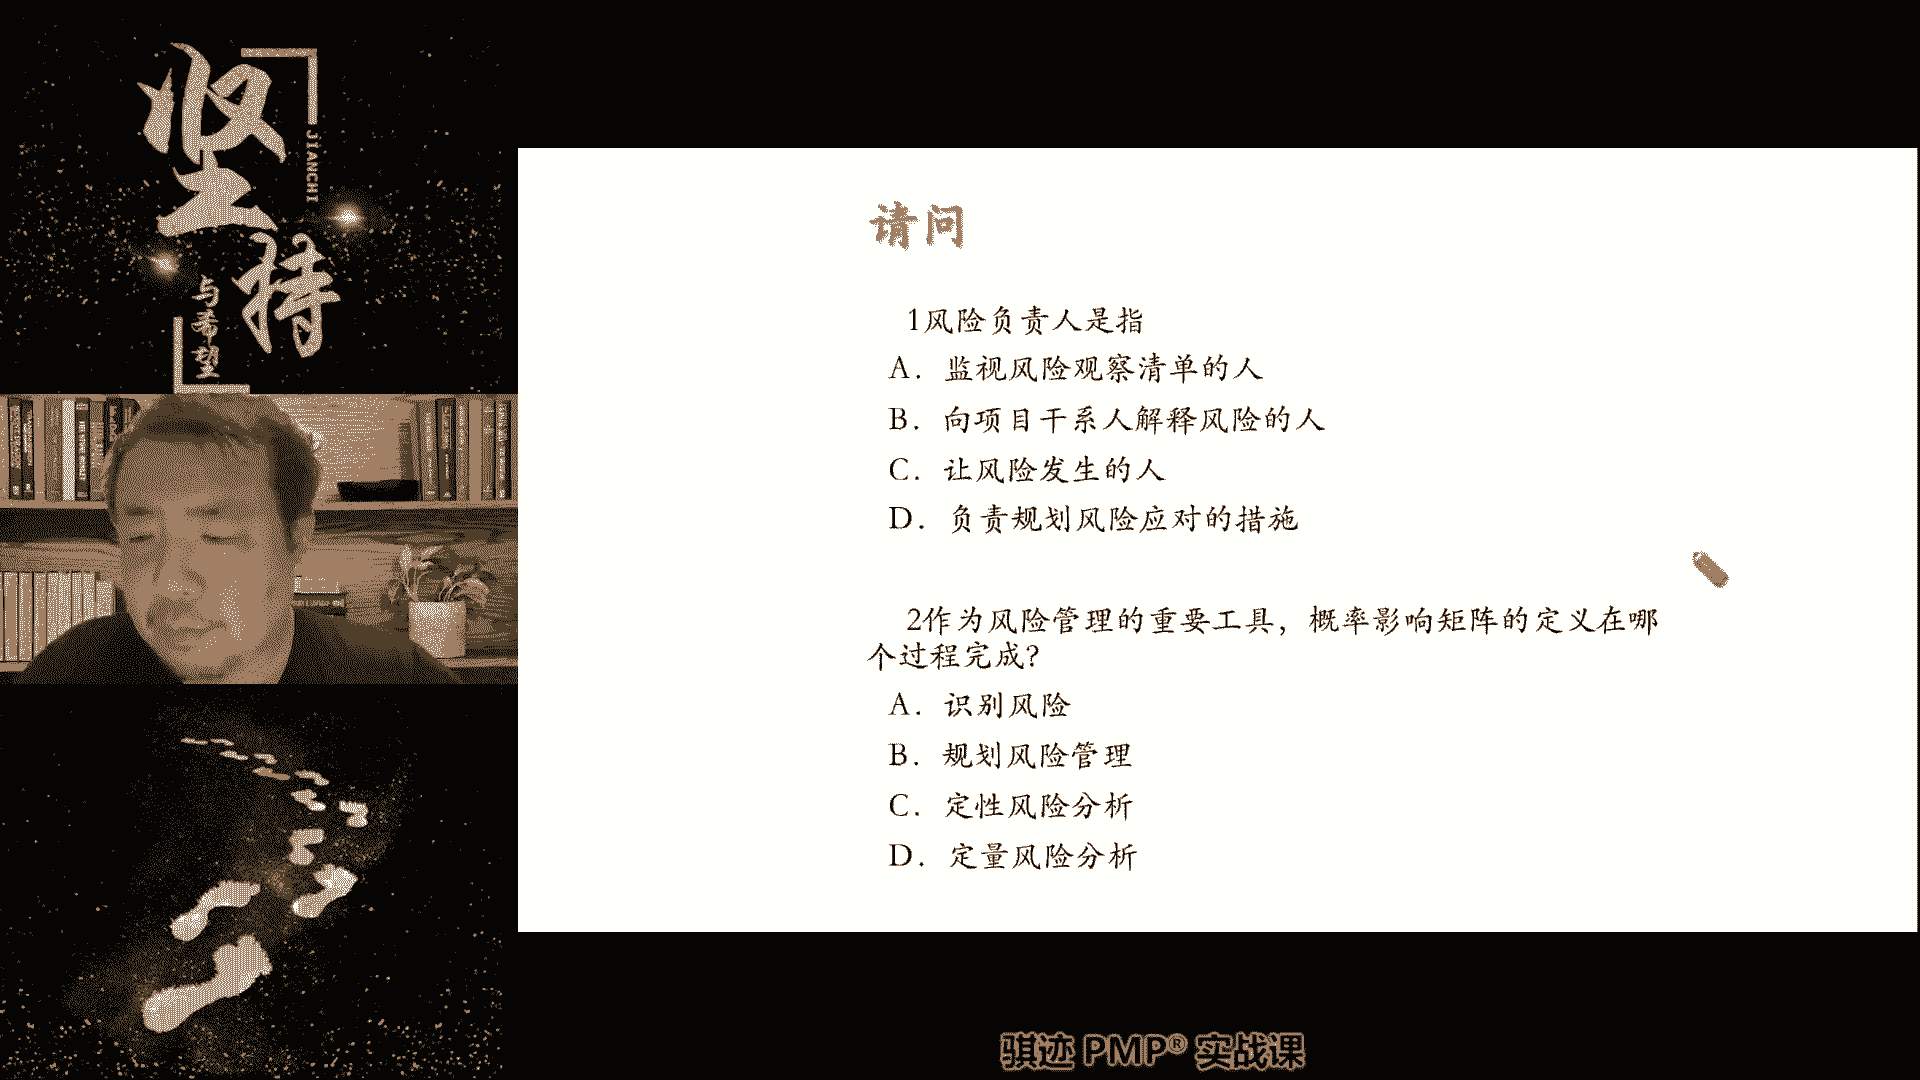 坚持
JIANCHI
与希望
请问
1风险负责人是指
A. 监视风险观察清单的人
B. 向项目干系人解释风险的人
C. 让风险发生的人
D. 负责规划风险应对的措施
2作为风险管理的重要工具，概率影响矩阵的定义在哪
个过程完成?
A. 识别风险
B. 规划风险管理
C. 定性风险分析
D. 定量风险分析
骐迹 PMP® 实战课